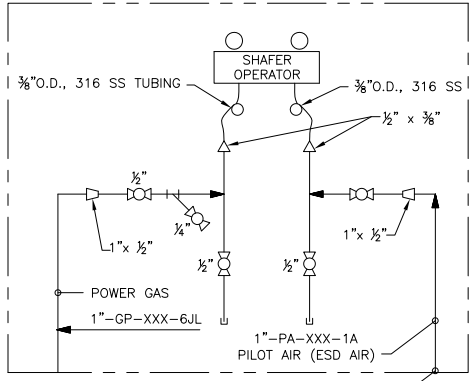 SHAFER
OPERATOR
⅜"O.D., 316 SS TUBING
⅜"O.D., 316 SS
½" x ⅜"
½"
¼"
1"x ½"
½"
½"
1"x ½"
POWER GAS
1"-GP-XXX-6JL
1"-PA-XXX-1A
PILOT AIR (ESD AIR)